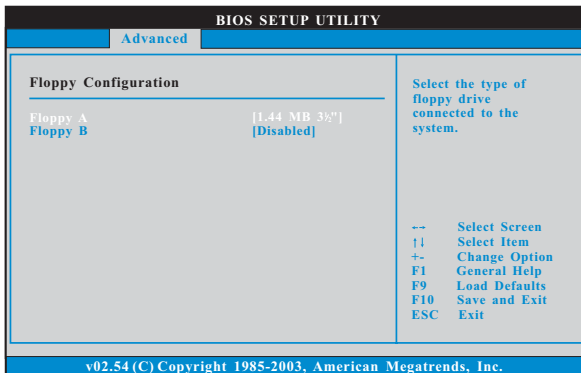 BIOS SETUP UTILITY
Advanced
Floppy Configuration
Floppy A [1.44 MB 3½"]
Floppy B [Disabled]
Select the type of
floppy drive
connected to the
system.
←→ Select Screen
↑↓ Select Item
+- Change Option
F1 General Help
F9 Load Defaults
F10 Save and Exit
ESC Exit
v02.54 (C) Copyright 1985-2003, American Megatrends, Inc.